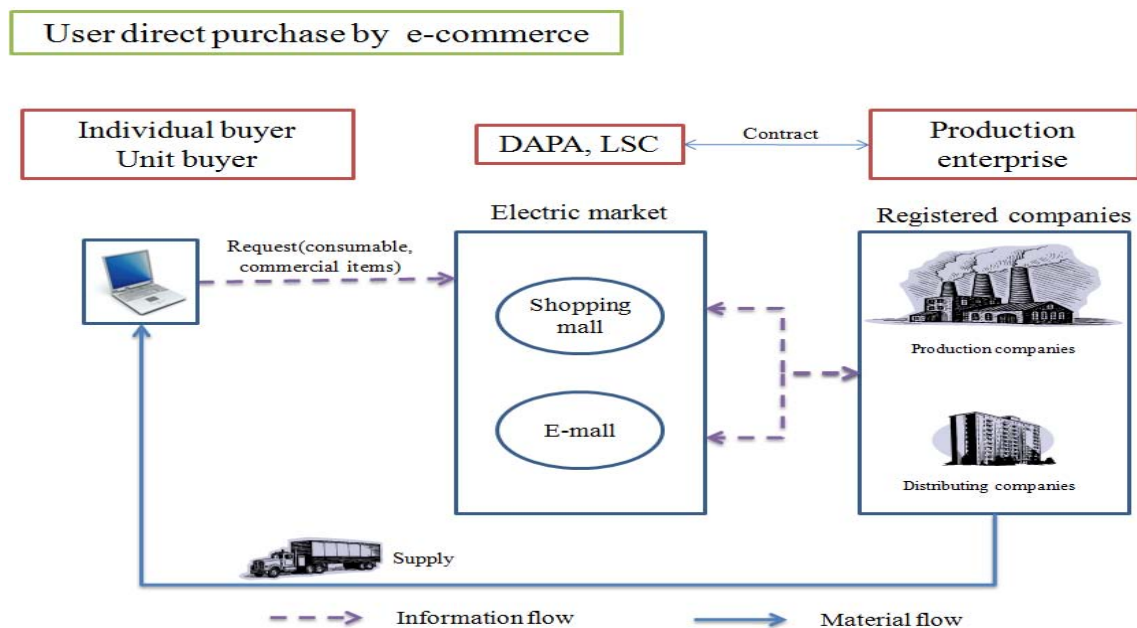 User direct purchase by e-commerce
Individual buyer
Unit buyer
DAPA, LSC
Contract
Production
enterprise
Electric market
Registered companies
Request(consumable,
commercial items)
Shopping
mall
Production companies
E-mall
Distributing companies
Supply
Information flow
Material flow